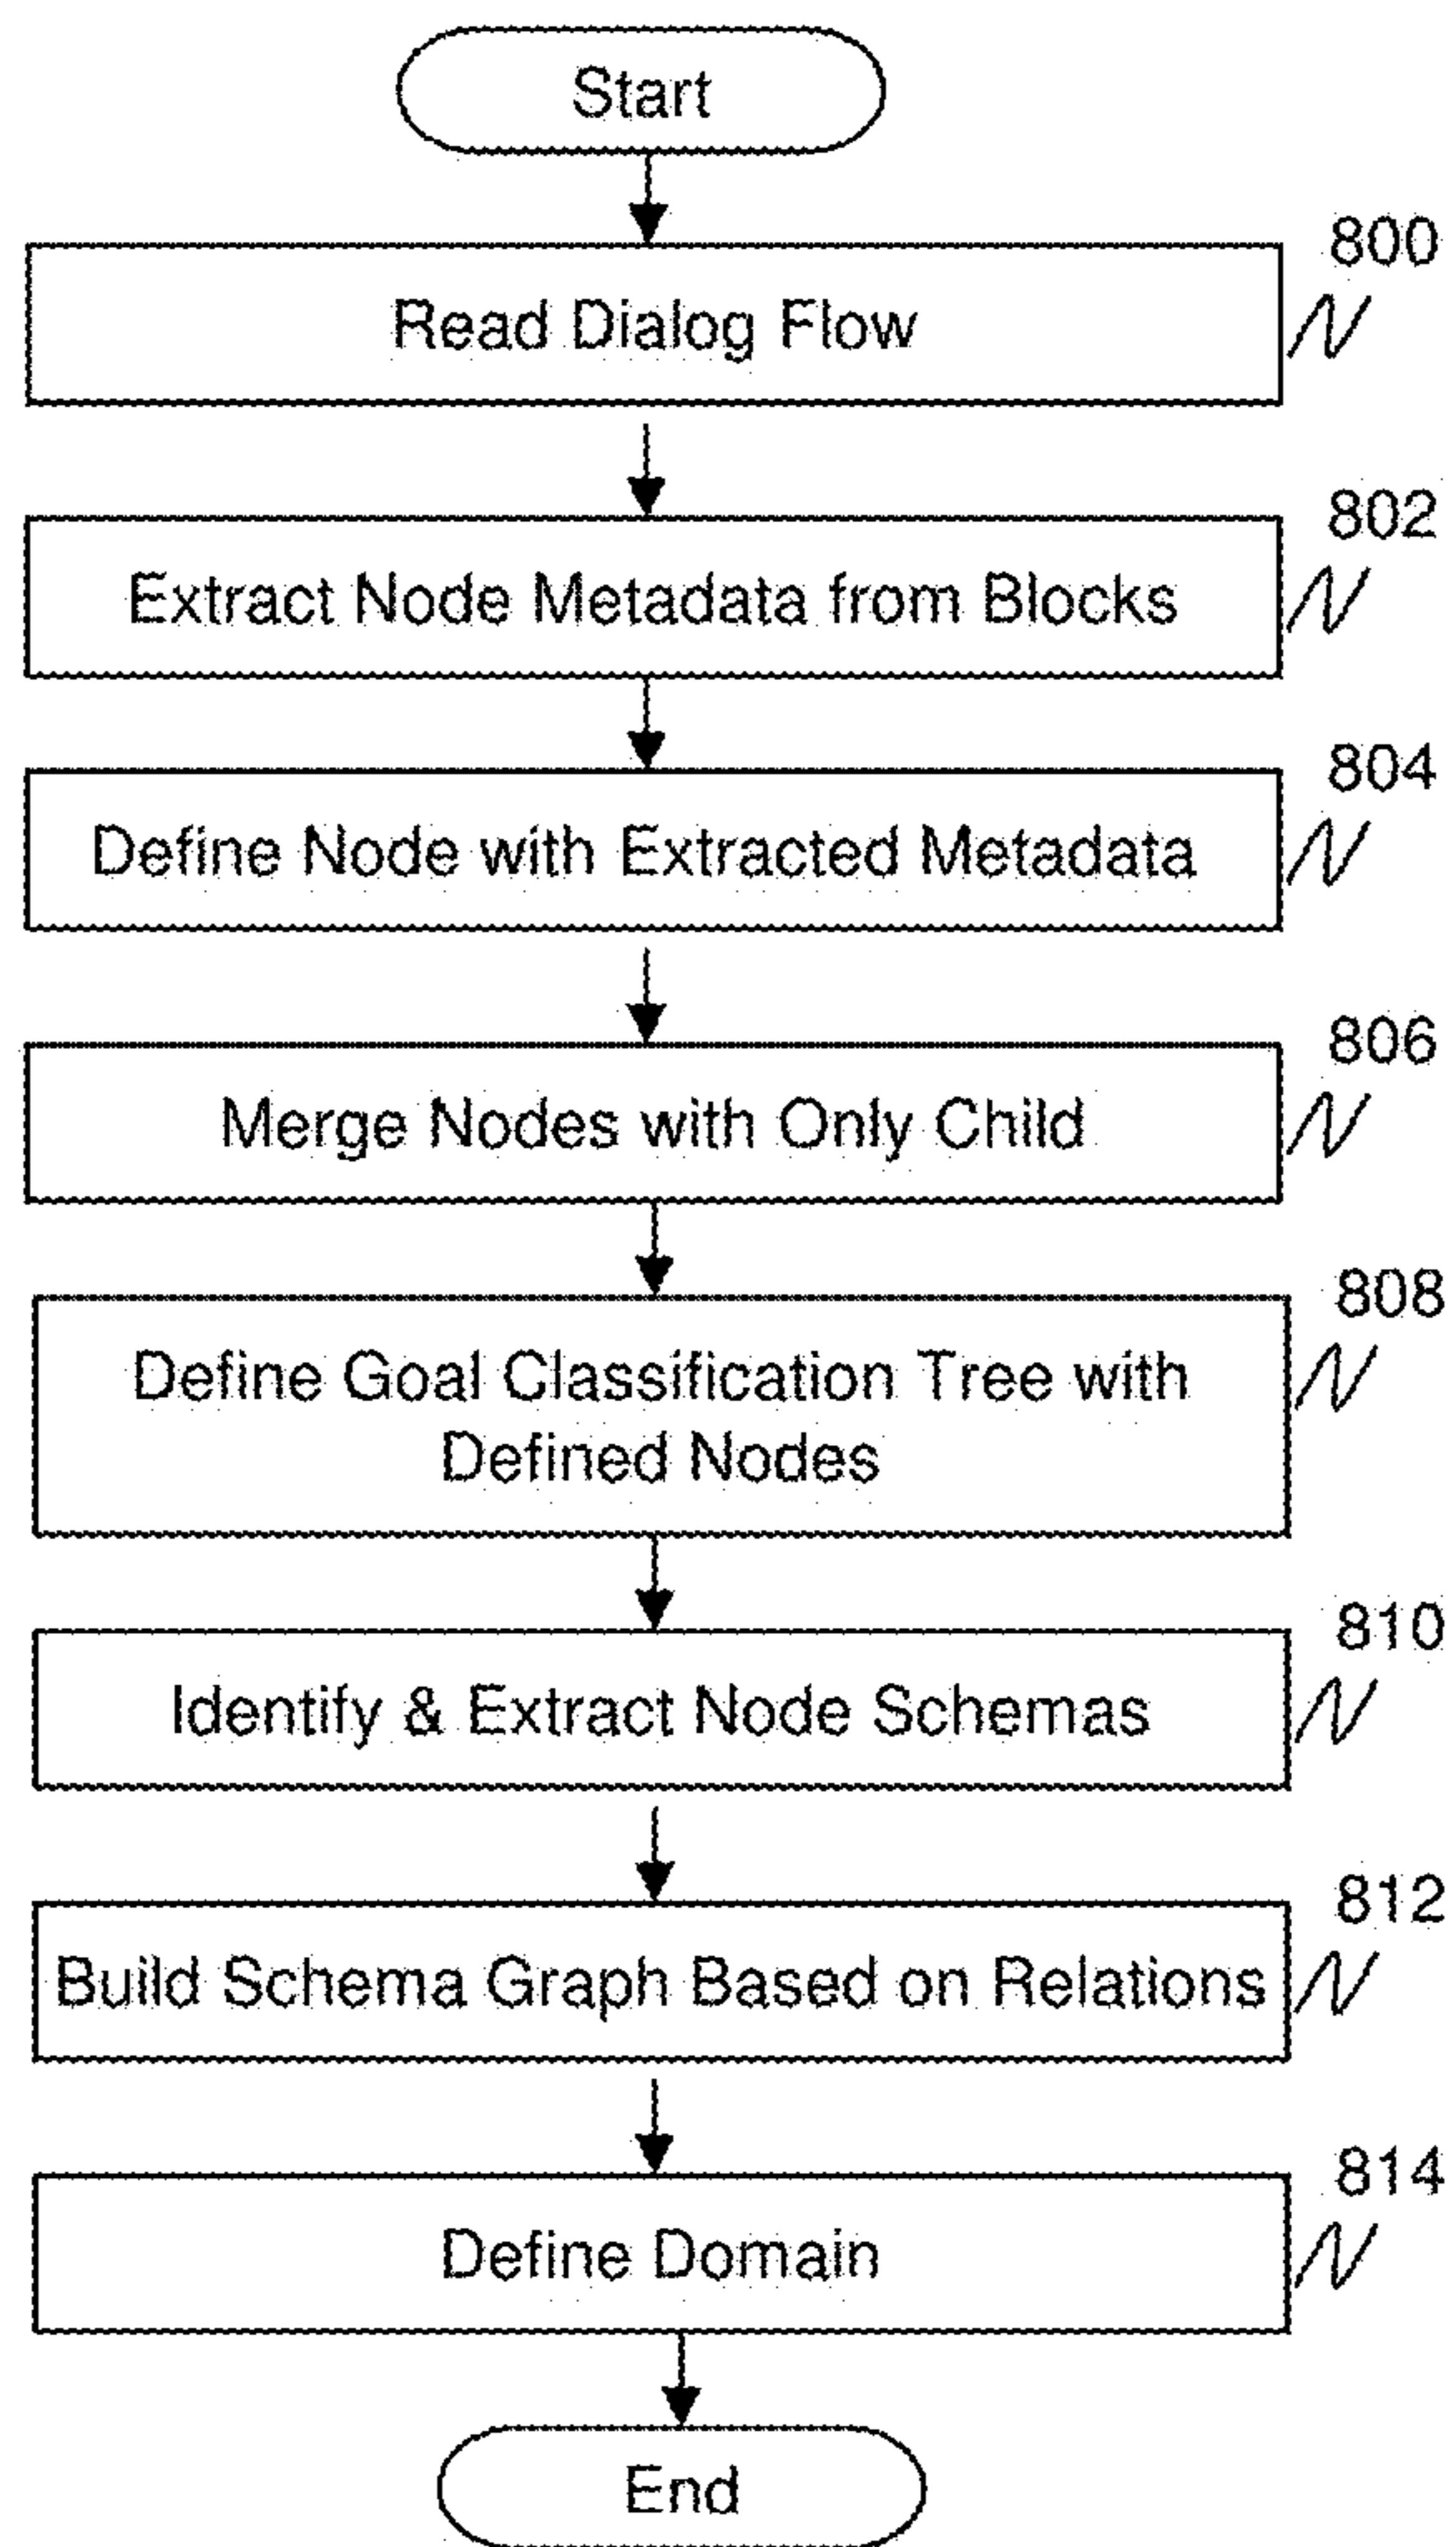 Start
800
Read Dialog Flow
802
Extract Node Metadata from Blocks
804
Define Node with Extracted Metadata
806
Merge Nodes with Only Child
808
Define Goal Classification Tree with
Defined Nodes
810
Identify & Extract Node Schemas
812
Build Schema Graph Based on Relations
814
Define Domain
End